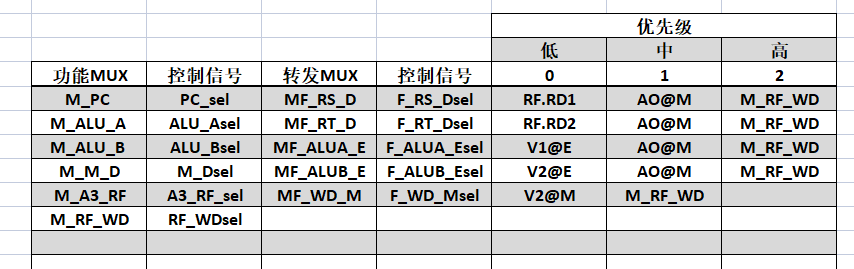 优先级
低 中 高
功能MUX 控制信号 转发MUX 控制信号 0 1 2
M_PC PC_sel MF_RS_D F_RS_Dsel RF.RD1 AO@M M_RF_WD
M_ALU_A ALU_Asel MF_RT_D F_RT_Dsel RF.RD2 AO@M M_RF_WD
M_ALU_B ALU_Bsel MF_ALUA_E F_ALUA_Esel V1@E AO@M M_RF_WD
M_M_D M_Dsel MF_ALUB_E F_ALUB_Esel V2@E AO@M M_RF_WD
M_A3_RF A3_RF_sel MF_WD_M F_WD_Msel V2@M M_RF_WD
M_RF_WD RF_WDsel